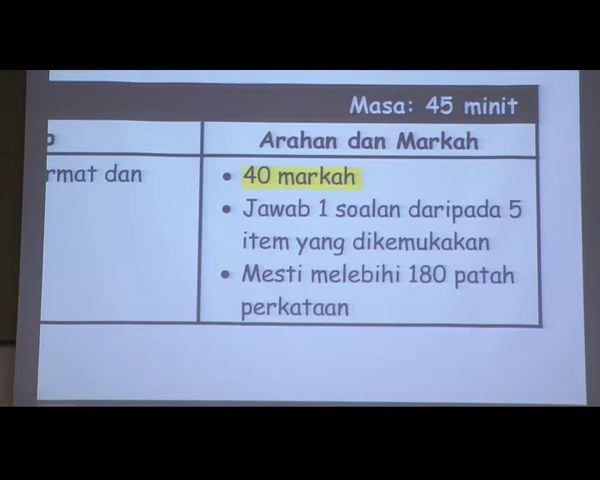 Masa: 45 minit
Arahan dan Markah
rmat dan
• 40 markah
• Jawab 1 soalan daripada 5
item yang dikemukakan
• Mesti melebihi 180 patah
perkataan